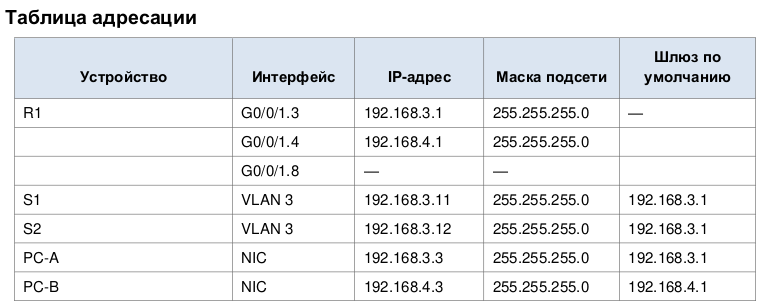 Таблица адресации
Устройство Интерфейс IP-адрес Маска подсети Шлюз по умолчанию
R1 G0/0/1.3 192.168.3.1 255.255.255.0 —
G0/0/1.4 192.168.4.1 255.255.255.0
G0/0/1.8 — —
S1 VLAN 3 192.168.3.11 255.255.255.0 192.168.3.1
S2 VLAN 3 192.168.3.12 255.255.255.0 192.168.3.1
PC-A NIC 192.168.3.3 255.255.255.0 192.168.3.1
PC-B NIC 192.168.4.3 255.255.255.0 192.168.4.1